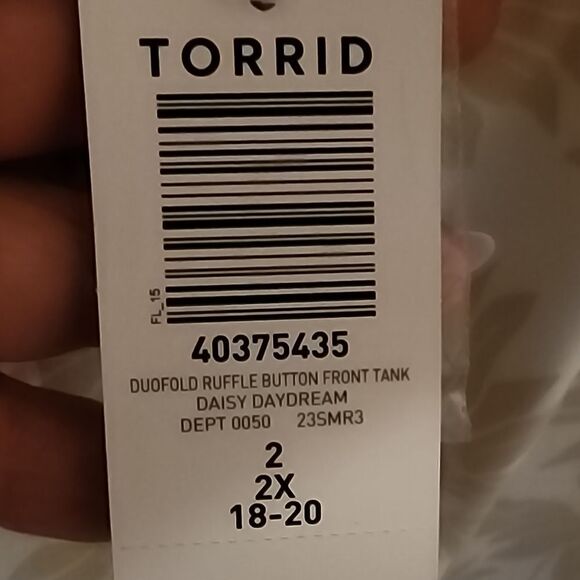 TORRID
FL_15
40375435
DUOFOLD RUFFLE BUTTON FRONT TANK
DAISY DAYDREAM
DEPT 0050 23SMR3
2
2X
18-20